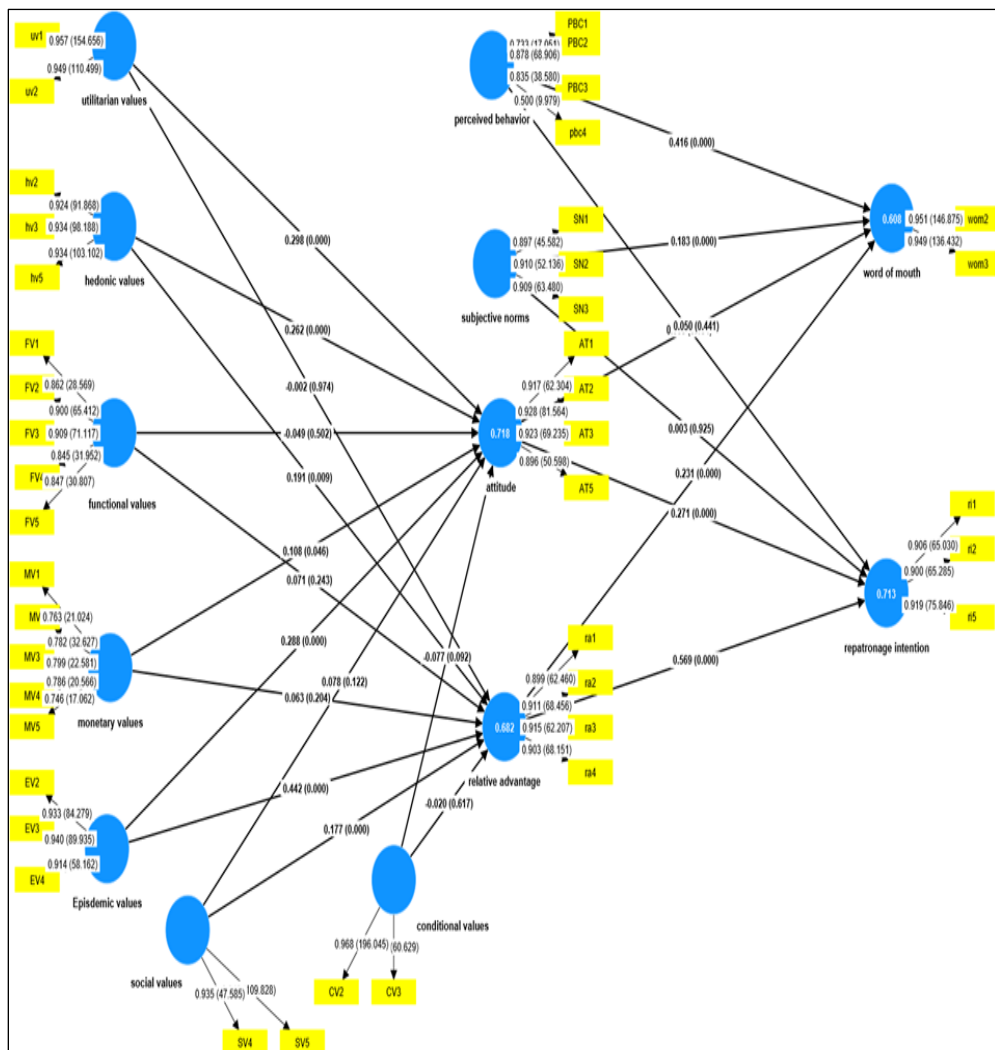 uv1
0.957 (154.656)
0.949 (110.499)
uv2
utilitarian values
hv2
0.924 (91.868)
hv3
0.934 (98.188)
0.934 (103.102)
hv5
hedonic values
FV1
0.862 (28.569)
FV2
0.900 (65.412)
FV3
0.909 (71.117)
0.845 (31.952)
0.847 (30.807)
FV5
functional values
MV1
0.763 (21.024)
0.782 (32.627)
MV3
0.799 (22.581)
0.786 (20.566)
MV4
0.746 (17.062)
MV5
monetary values
EV2
0.933 (84.279)
EV3
0.940 (89.935)
0.914 (58.162)
EV4
Episdemic values
social values
0.935 (47.585)
109.828)
SV4
SV5
conditional values
0.968 (196.045)
(60.629)
CV2
CV3
0.298 (0.000)
0.262 (0.000)
-0.002 (0.974)
-0.049 (0.502)
0.191 (0.009)
0.108 (0.046)
0.071 (0.243)
0.288 (0.000)
0.078 (0.122)
-0.077 (0.092)
0.063 (0.204)
0.442 (0.000)
0.177 (0.000)
-0.020 (0.617)
PBC1
0.733 (17.051)
PBC2
0.878 (68.906)
0.835 (38.580)
PBC3
0.500 (9.979)
pbc4
perceived behavior
SN1
0.897 (45.582)
SN2
0.910 (52.136)
0.909 (63.480)
SN3
subjective norms
AT1
0.917 (62.304)
AT2
0.928 (81.564)
0.718
0.923 (69.235)
AT3
0.896 (50.598)
AT5
attitude
ra1
0.899 (62.460)
ra2
0.911 (68.456)
0.682
0.915 (62.207)
ra3
0.903 (68.151)
ra4
relative advantage
0.416 (0.000)
0.183 (0.000)
0.050 (0.441)
0.003 (0.925)
0.231 (0.000)
0.271 (0.000)
0.569 (0.000)
0.608
0.951 (146.875)
wom2
0.949 (136.432)
wom3
word of mouth
ri1
0.906 (65.030)
ri2
0.900 (65.285)
0.713
0.919 (75.846)
ri5
repatronage intention